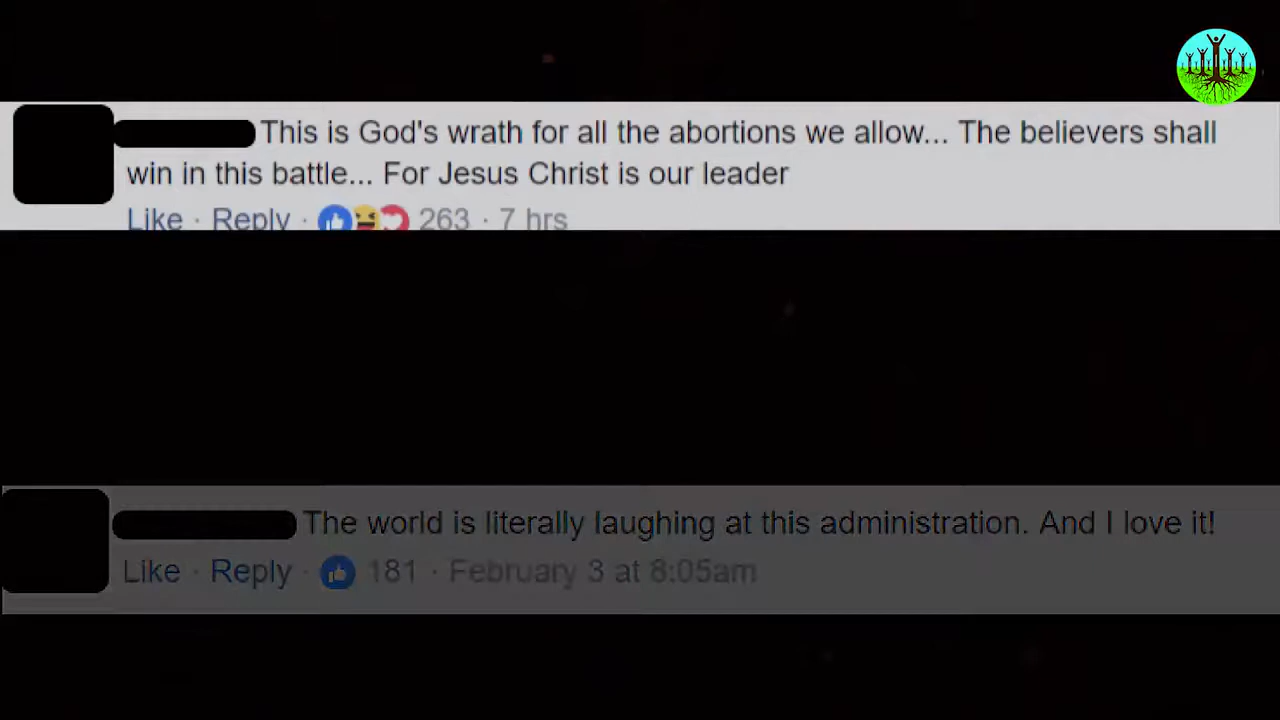 This is God's wrath for all the abortions we allow... The believers shall
win in this battle... For Jesus Christ is our leader
Like · Reply · 263 · 7 hrs
The world is literally laughing at this administration. And I love it!
Like · Reply · 181 · February 3 at 8:05am